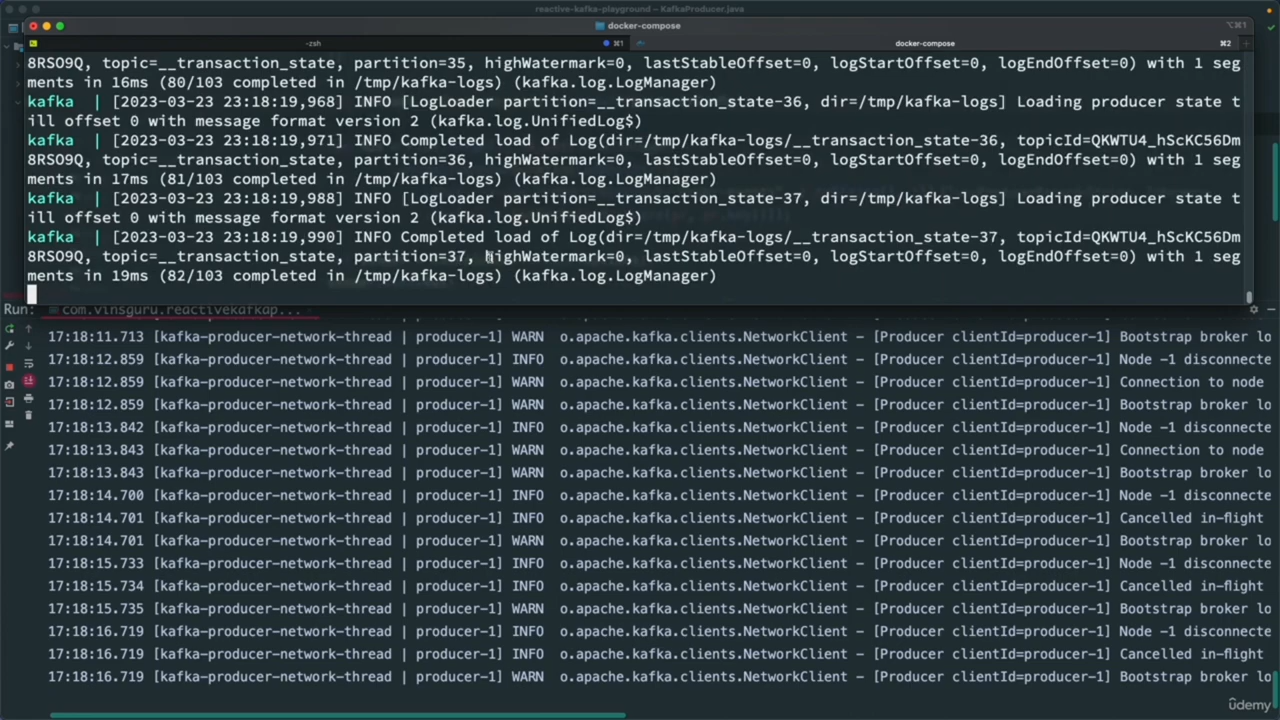 reactive-kafka-playground – KafkaProducer.java
docker-compose
⌥⌘1
-zsh
⌘1
docker-compose
⌘2
8RSO9Q, topic=__transaction_state, partition=35, highWatermark=0, lastStableOffset=0, logStartOffset=0, logEndOffset=0) with 1 seg
ments in 16ms (80/103 completed in /tmp/kafka-logs) (kafka.log.LogManager)
kafka  | [2023-03-23 23:18:19,968] INFO [LogLoader partition=__transaction_state-36, dir=/tmp/kafka-logs] Loading producer state t
ill offset 0 with message format version 2 (kafka.log.UnifiedLog$)
kafka  | [2023-03-23 23:18:19,971] INFO Completed load of Log(dir=/tmp/kafka-logs/__transaction_state-36, topicId=QKWTU4_hScKC56Dm
8RSO9Q, topic=__transaction_state, partition=36, highWatermark=0, lastStableOffset=0, logStartOffset=0, logEndOffset=0) with 1 seg
ments in 17ms (81/103 completed in /tmp/kafka-logs) (kafka.log.LogManager)
kafka  | [2023-03-23 23:18:19,988] INFO [LogLoader partition=__transaction_state-37, dir=/tmp/kafka-logs] Loading producer state t
ill offset 0 with message format version 2 (kafka.log.UnifiedLog$)
kafka  | [2023-03-23 23:18:19,990] INFO Completed load of Log(dir=/tmp/kafka-logs/__transaction_state-37, topicId=QKWTU4_hScKC56Dm
8RSO9Q, topic=__transaction_state, partition=37, highWatermark=0, lastStableOffset=0, logStartOffset=0, logEndOffset=0) with 1 seg
ments in 19ms (82/103 completed in /tmp/kafka-logs) (kafka.log.LogManager)
Run: com.vinsguru.reactivekafkap...
17:18:11.713 [kafka-producer-network-thread | producer-1] WARN  o.apache.kafka.clients.NetworkClient - [Producer clientId=producer-1] Bootstrap broker lo
17:18:12.859 [kafka-producer-network-thread | producer-1] INFO  o.apache.kafka.clients.NetworkClient - [Producer clientId=producer-1] Node -1 disconnecte
17:18:12.859 [kafka-producer-network-thread | producer-1] WARN  o.apache.kafka.clients.NetworkClient - [Producer clientId=producer-1] Connection to node
17:18:12.859 [kafka-producer-network-thread | producer-1] WARN  o.apache.kafka.clients.NetworkClient - [Producer clientId=producer-1] Bootstrap broker lo
17:18:13.842 [kafka-producer-network-thread | producer-1] INFO  o.apache.kafka.clients.NetworkClient - [Producer clientId=producer-1] Node -1 disconnecte
17:18:13.843 [kafka-producer-network-thread | producer-1] WARN  o.apache.kafka.clients.NetworkClient - [Producer clientId=producer-1] Connection to node
17:18:13.843 [kafka-producer-network-thread | producer-1] WARN  o.apache.kafka.clients.NetworkClient - [Producer clientId=producer-1] Bootstrap broker lo
17:18:14.700 [kafka-producer-network-thread | producer-1] INFO  o.apache.kafka.clients.NetworkClient - [Producer clientId=producer-1] Node -1 disconnecte
17:18:14.701 [kafka-producer-network-thread | producer-1] INFO  o.apache.kafka.clients.NetworkClient - [Producer clientId=producer-1] Cancelled in-flight
17:18:14.701 [kafka-producer-network-thread | producer-1] WARN  o.apache.kafka.clients.NetworkClient - [Producer clientId=producer-1] Bootstrap broker lo
17:18:15.733 [kafka-producer-network-thread | producer-1] INFO  o.apache.kafka.clients.NetworkClient - [Producer clientId=producer-1] Node -1 disconnecte
17:18:15.734 [kafka-producer-network-thread | producer-1] INFO  o.apache.kafka.clients.NetworkClient - [Producer clientId=producer-1] Cancelled in-flight
17:18:15.735 [kafka-producer-network-thread | producer-1] WARN  o.apache.kafka.clients.NetworkClient - [Producer clientId=producer-1] Bootstrap broker lo
17:18:16.719 [kafka-producer-network-thread | producer-1] INFO  o.apache.kafka.clients.NetworkClient - [Producer clientId=producer-1] Node -1 disconnecte
17:18:16.719 [kafka-producer-network-thread | producer-1] INFO  o.apache.kafka.clients.NetworkClient - [Producer clientId=producer-1] Cancelled in-flight
17:18:16.719 [kafka-producer-network-thread | producer-1] WARN  o.apache.kafka.clients.NetworkClient - [Producer clientId=producer-1] Bootstrap broker lo
ûdemy